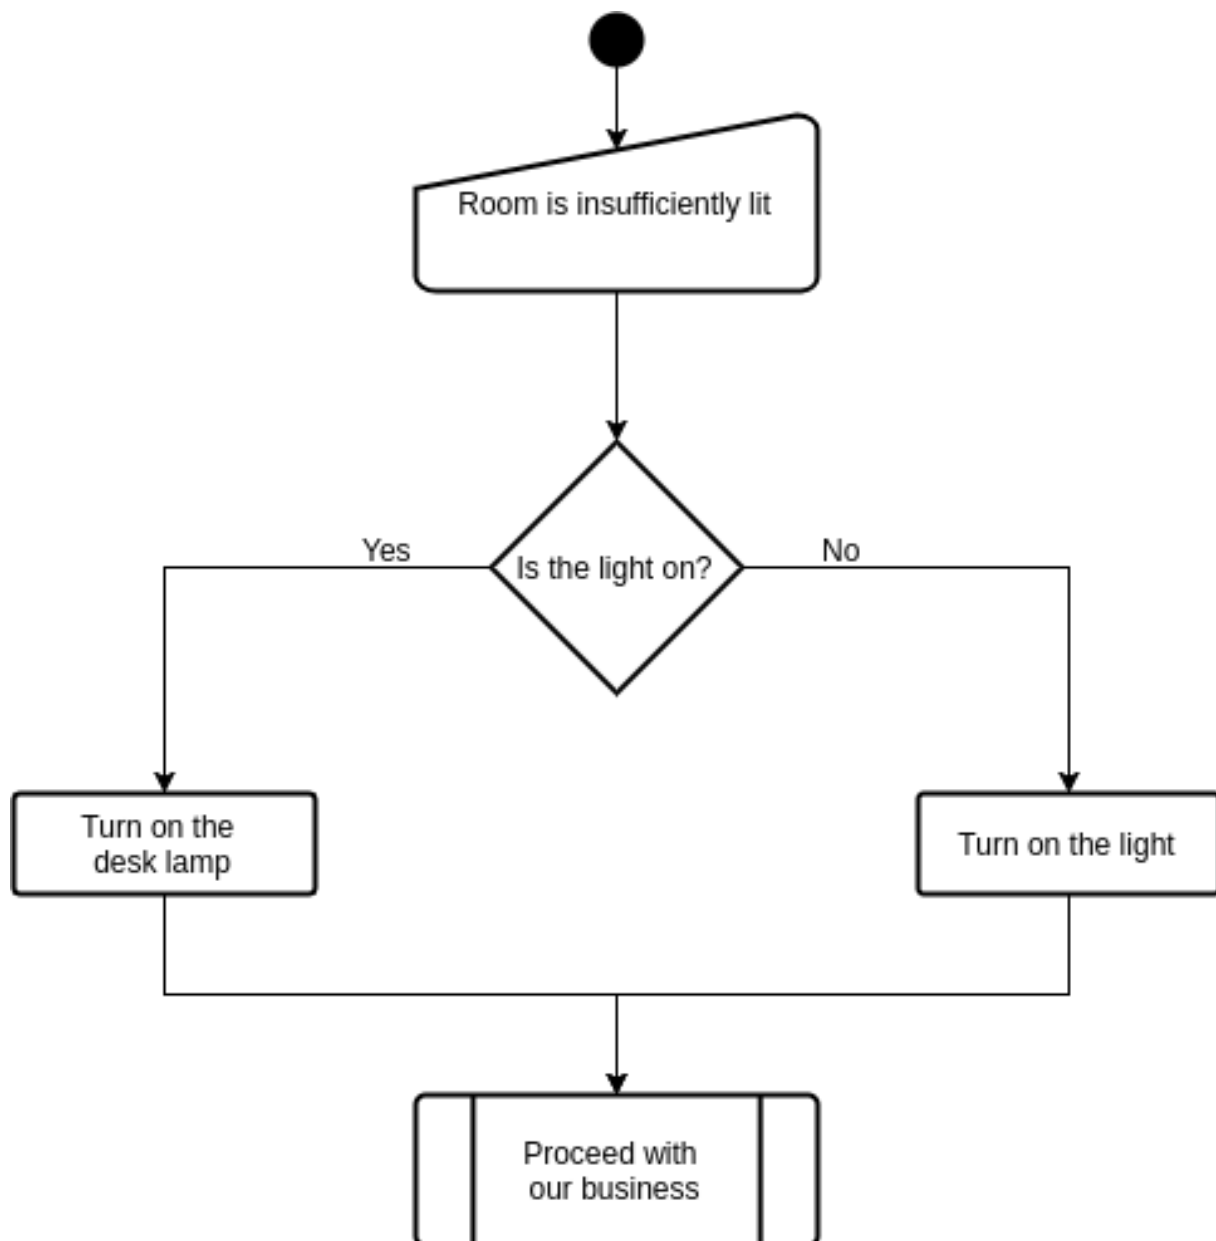 Room is insufficiently lit
Is the light on?
Yes
No
Turn on the
desk lamp
Turn on the light
Proceed with
our business